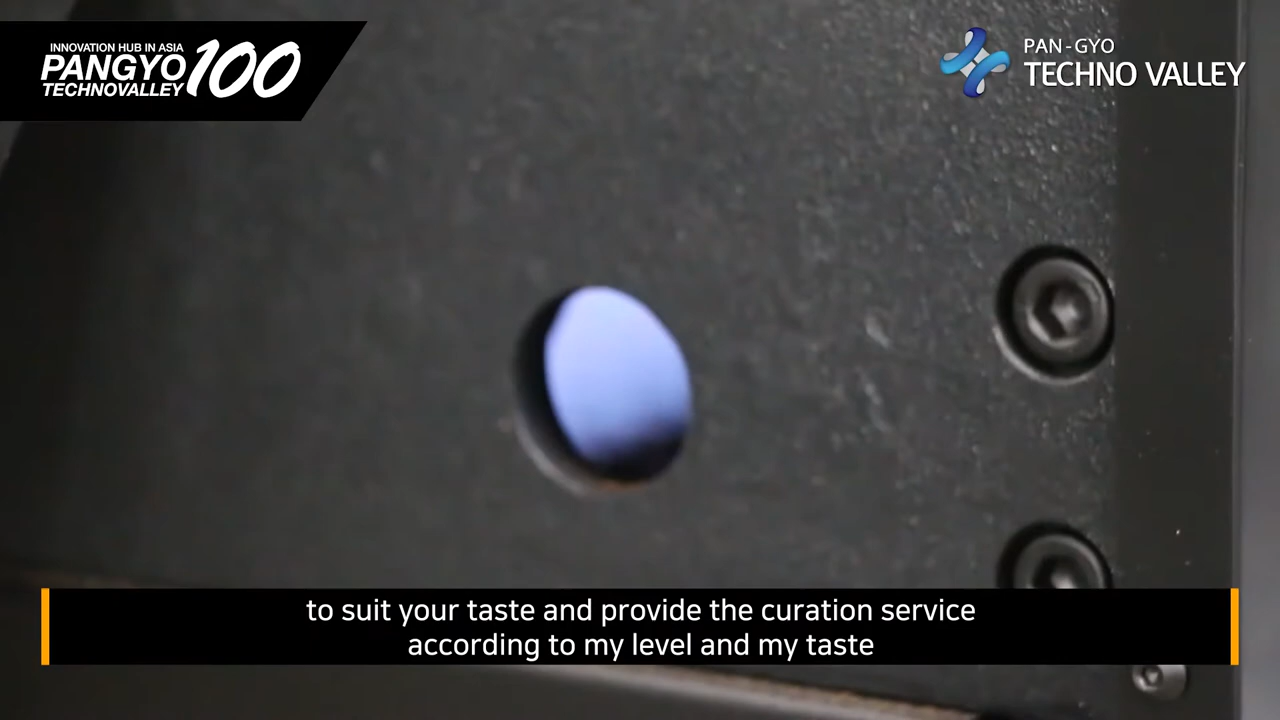 INNOVATION HUB IN ASIA
PANGYO
TECHNOVALLEY
100
PAN-GYO
TECHNO VALLEY
to suit your taste and provide the curation service
according to my level and my taste